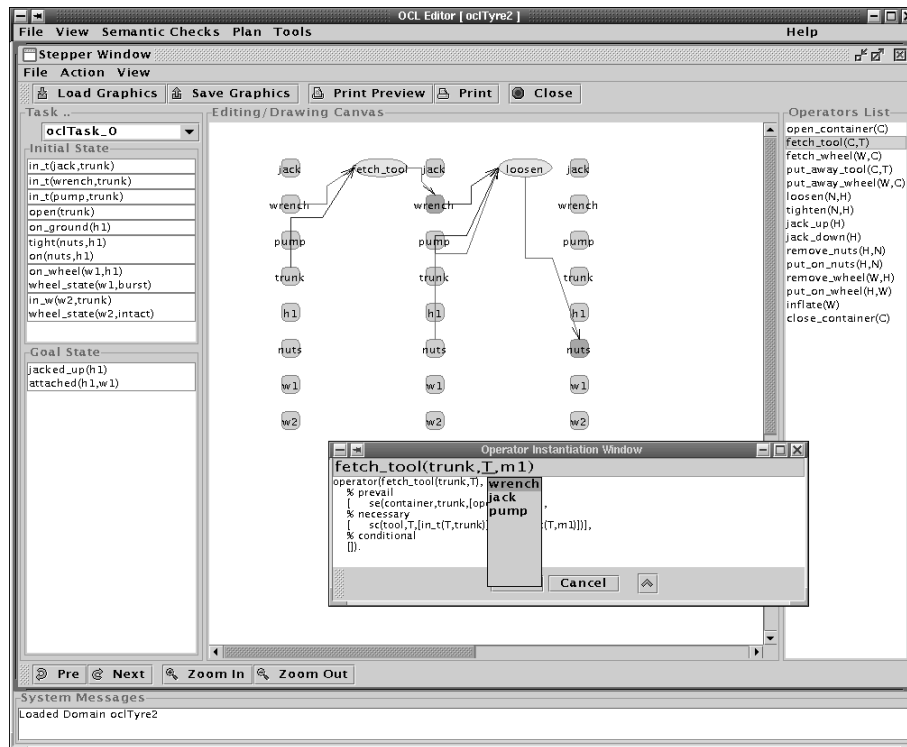 OCL Editor [ oclTyre2 ]
File View Semantic Checks Plan Tools Help
Stepper Window
File Action View
Load Graphics Save Graphics Print Preview Print Close
Task ..
oclTask_0
Initial State
in_t(jack,trunk)
in_t(wrench,trunk)
in_t(pump,trunk)
open(trunk)
on_ground(h1)
tight(nuts,h1)
on(nuts,h1)
on_wheel(w1,h1)
wheel_state(w1,burst)
in_w(w2,trunk)
wheel_state(w2,intact)
Goal State
jacked_up(h1)
attached(h1,w1)
Editing/Drawing Canvas
jack fetch_tool jack loosen jack
wrench wrench wrench
pump pump pump
trunk trunk trunk
h1 h1 h1
nuts nuts nuts
w1 w1 w1
w2 w2 w2
Operators List
open_container(C)
fetch_tool(C,T)
fetch_wheel(W,C)
put_away_tool(C,T)
put_away_wheel(W,C)
loosen(N,H)
tighten(N,H)
jack_up(H)
jack_down(H)
remove_nuts(H,N)
put_on_nuts(H,N)
remove_wheel(W,H)
put_on_wheel(H,W)
inflate(W)
close_container(C)
Operator Instantiation Window
fetch_tool(trunk,T,m1)
operator(fetch_tool(trunk,T),
% prevail
[ se(container,trunk,[op ,
% necessary
[ sc(tool,T,[in_t(T,trunk)] (T,m1)])],
% conditional
[]).
wrench
jack
pump
Cancel
Pre Next Zoom In Zoom Out
System Messages
Loaded Domain oclTyre2